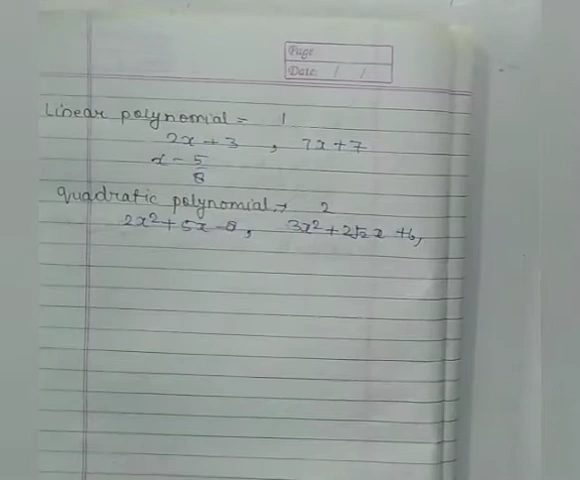 Page
Date / /
Linear polynomial = 1
2x + 3 , 7x + 7
x - 5/8
quadratic polynomial → 2
2x² + 5x - 8, 3x² + 2√2 x + 6,